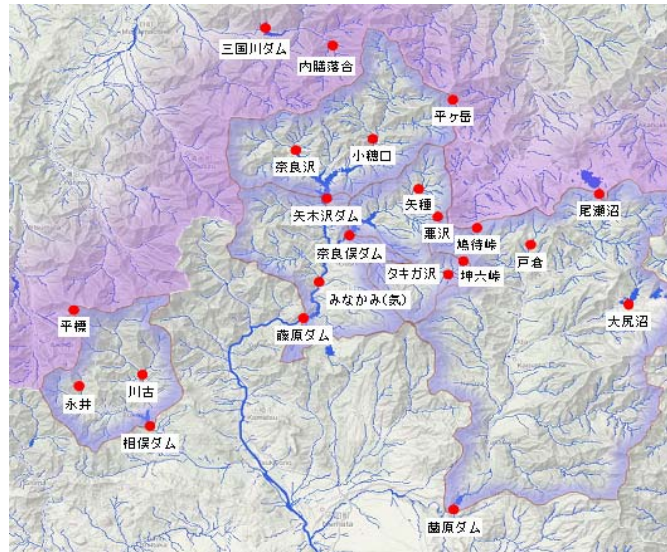 三国川ダム
内膳落合
平ヶ岳
小穂口
奈良沢
矢種
尾瀬沼
矢木沢ダム
悪沢
鳩待峠
戸倉
奈良俣ダム
タキガ沢
坤六峠
みなかみ(気)
大尻沼
平標
藤原ダム
川古
永井
相俣ダム
薗原ダム